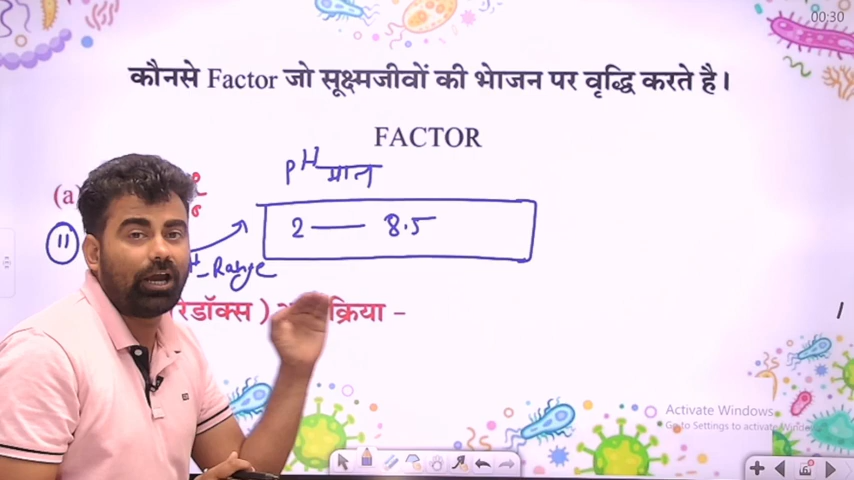 00:30
कौनसे Factor जो सूक्ष्मजीवों की भेाजन पर वृद्धि करते है।
FACTOR
pH मान
(a)
11
2 — 8.5
Range
रेडॉक्स ) क्रिया -
Activate Windows
Go to Settings to activate Windows